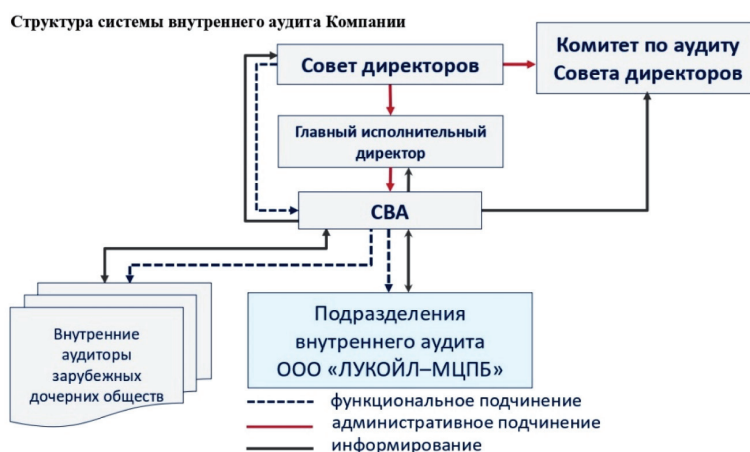 Структура системы внутреннего аудита Компании
Совет директоров
Комитет по аудиту
Совета директоров
Главный исполнительный
директор
СВА
Внутренние
аудиторы
зарубежных
дочерних обществ
Подразделения
внутреннего аудита
ООО «ЛУКОЙЛ–МЦПБ»
функциональное подчинение
административное подчинение
информирование